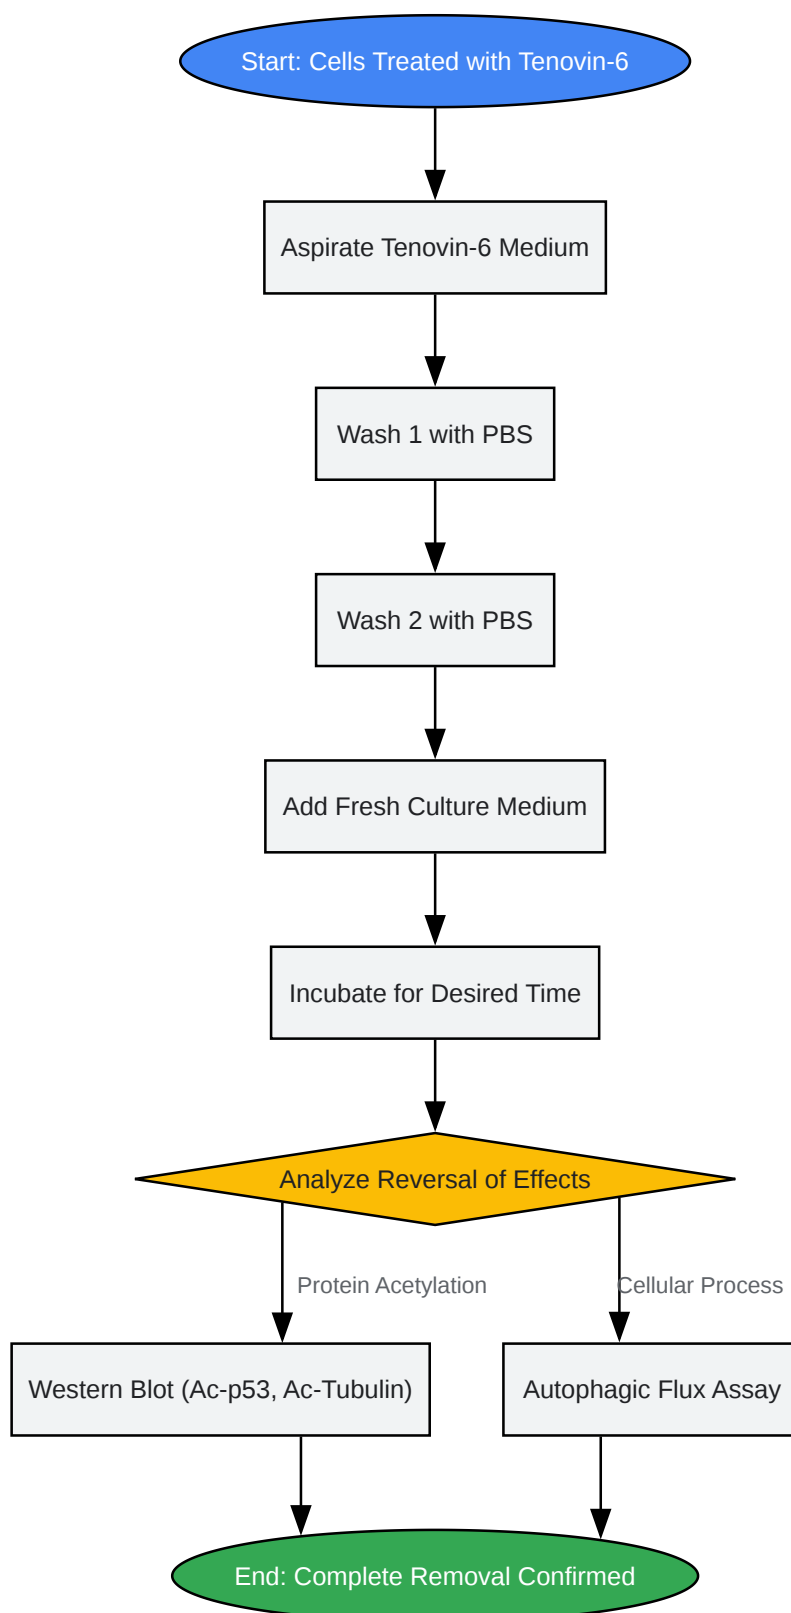 Start: Cells Treated with Tenovin-6
Aspirate Tenovin-6 Medium
Wash 1 with PBS
Wash 2 with PBS
Add Fresh Culture Medium
Incubate for Desired Time
Analyze Reversal of Effects
Protein Acetylation
Cellular Process
Western Blot (Ac-p53, Ac-Tubulin)
Autophagic Flux Assay
End: Complete Removal Confirmed